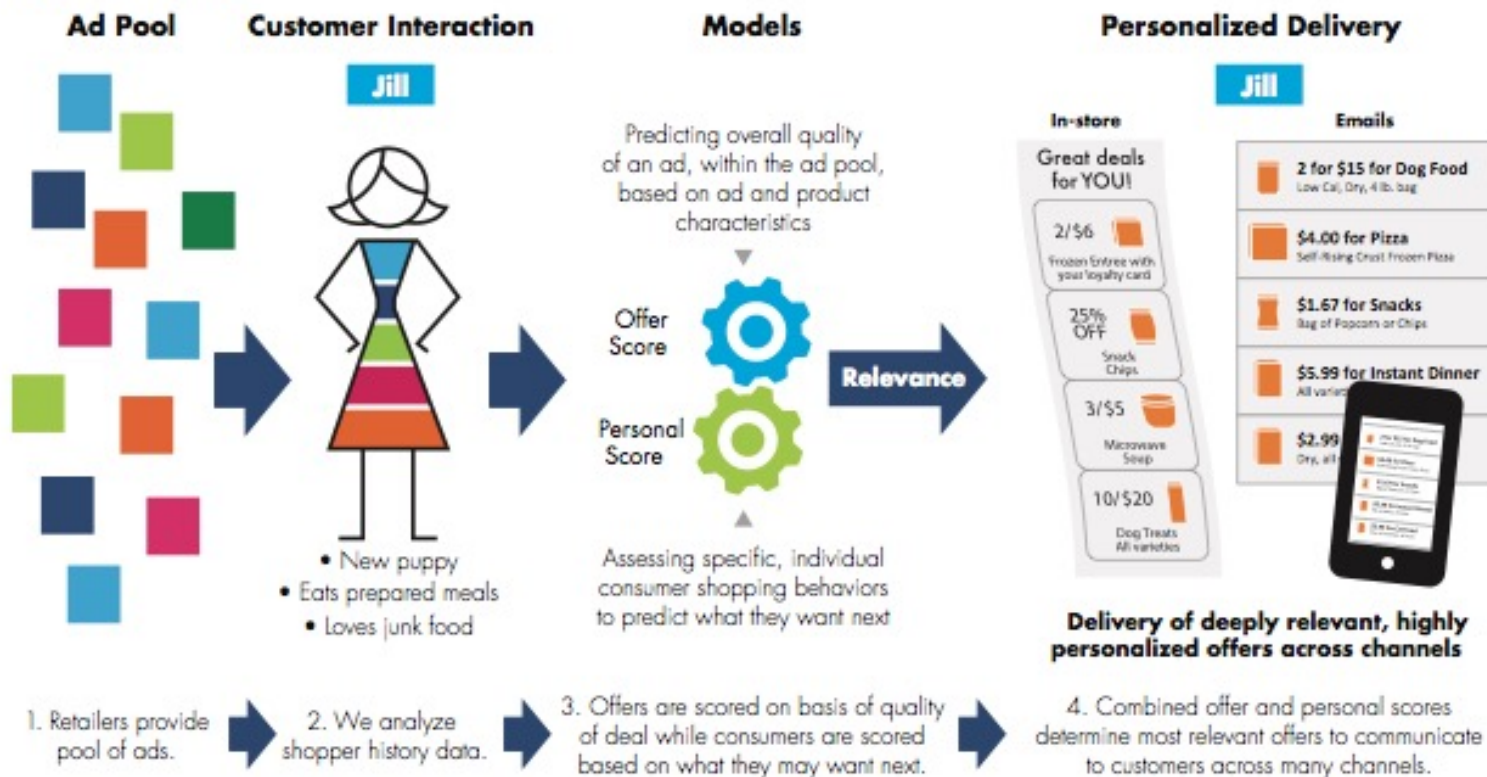 Ad Pool
Customer Interaction
Models
Personalized Delivery
Jill
Jill
Predicting overall quality
of an ad, within the ad pool,
based on ad and product
characteristics
Offer
Score
Personal
Score
Relevance
• New puppy
• Eats prepared meals
• Loves junk food
Assessing specific, individual
consumer shopping behaviors
to predict what they want next
In-store
Great deals
for YOU!
2/$6
Frozen Entree with
your loyalty card
25%
OFF
Snack
Chips
3/$5
Microwave
Soup
10/$20
Dog Treats
All varieties
Emails
2 for $15 for Dog Food
Low Cal, Dry, 4 lb. bag
$4.00 for Pizza
Self-Rising Crust Frozen Pizza
$1.67 for Snacks
Bag of Popcorn or Chips
$5.99 for Instant Dinner
All
$2.99
Dry, all
Delivery of deeply relevant, highly
personalized offers across channels
1. Retailers provide
pool of ads.
2. We analyze
shopper history data.
3. Offers are scored on basis of quality
of deal while consumers are scored
based on what they may want next.
4. Combined offer and personal scores
determine most relevant offers to communicate
to customers across many channels.